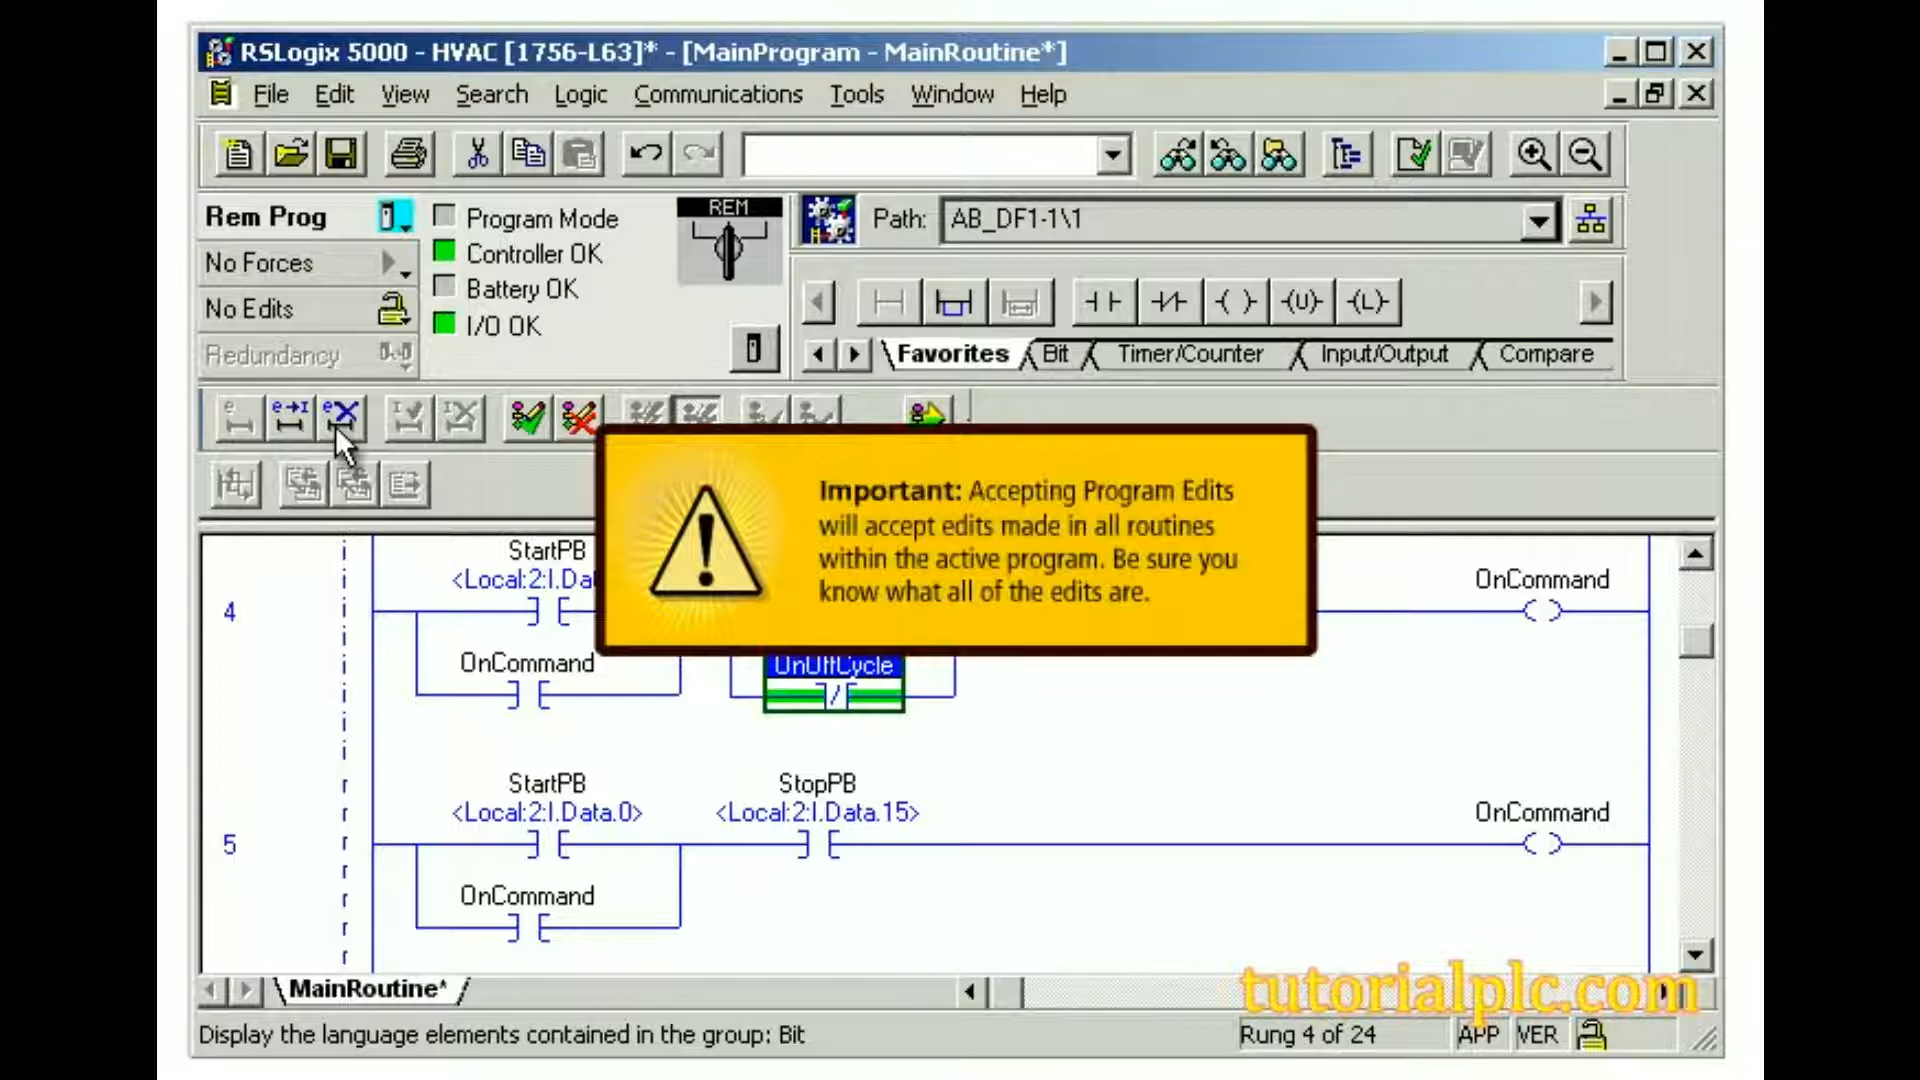 RSLogix 5000 - HVAC [1756-L63]* - [MainProgram - MainRoutine*]
File Edit View Search Logic Communications Tools Window Help
Rem Prog
No Forces
No Edits
Redundancy
Program Mode
Controller OK
Battery OK
I/O OK
REM
Path: AB_DF1-1\1
Favorites Bit Timer/Counter Input/Output Compare
Important: Accepting Program Edits
will accept edits made in all routines
within the active program. Be sure you
know what all of the edits are.
StartPB
<Local:2:I.Da
OnCommand
4
OnCommand
OnOffCycle
i
i
i
i
i
i
i
i
StartPB StopPB
<Local:2:I.Data.0> <Local:2:I.Data.15>
OnCommand
5
OnCommand
r
r
r
r
r
r
r
MainRoutine*
tutorialplc.com
Display the language elements contained in the group: Bit
Rung 4 of 24 APP VER